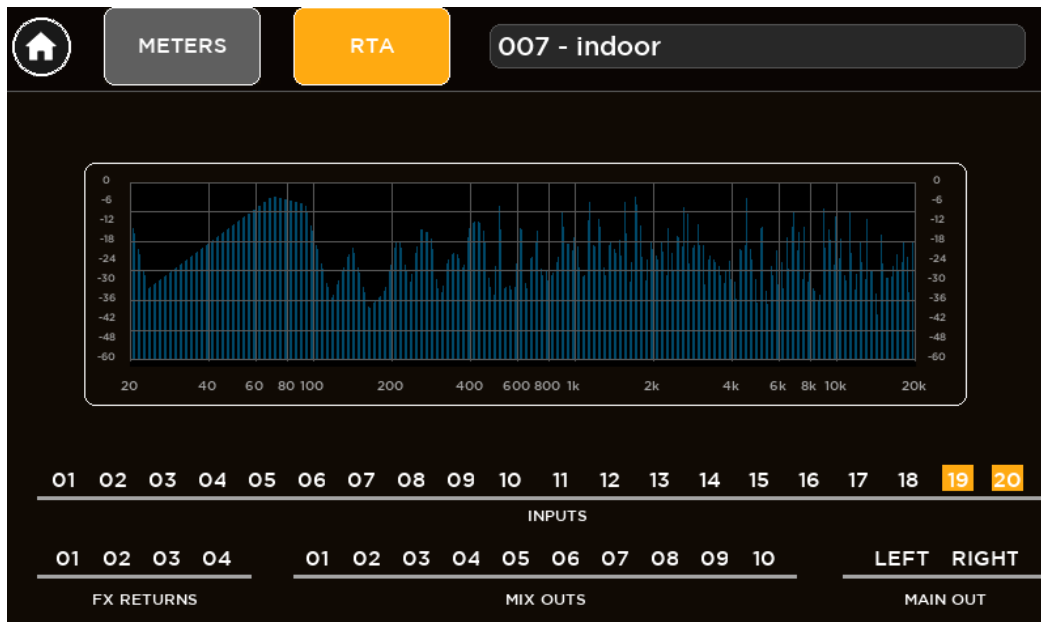 METERS RTA 007 - indoor
0 0
-6 -6
-12 -12
-18 -18
-24 -24
-30 -30
-36 -36
-42 -42
-48 -48
-60 -60
20 40 60 80 100 200 400 600 800 1k 2k 4k 6k 8k 10k 20k
01 02 03 04 05 06 07 08 09 10 11 12 13 14 15 16 17 18 19 20
INPUTS
01 02 03 04 01 02 03 04 05 06 07 08 09 10 LEFT RIGHT
FX RETURNS MIX OUTS MAIN OUT